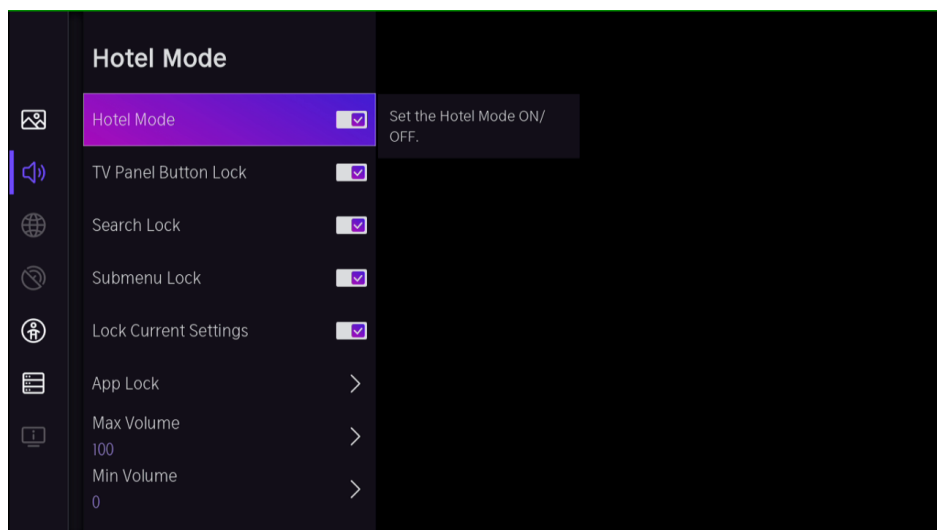 Hotel Mode
Hotel Mode
Set the Hotel Mode ON/
OFF.
TV Panel Button Lock
Search Lock
Submenu Lock
Lock Current Settings
App Lock
Max Volume
100
Min Volume
0